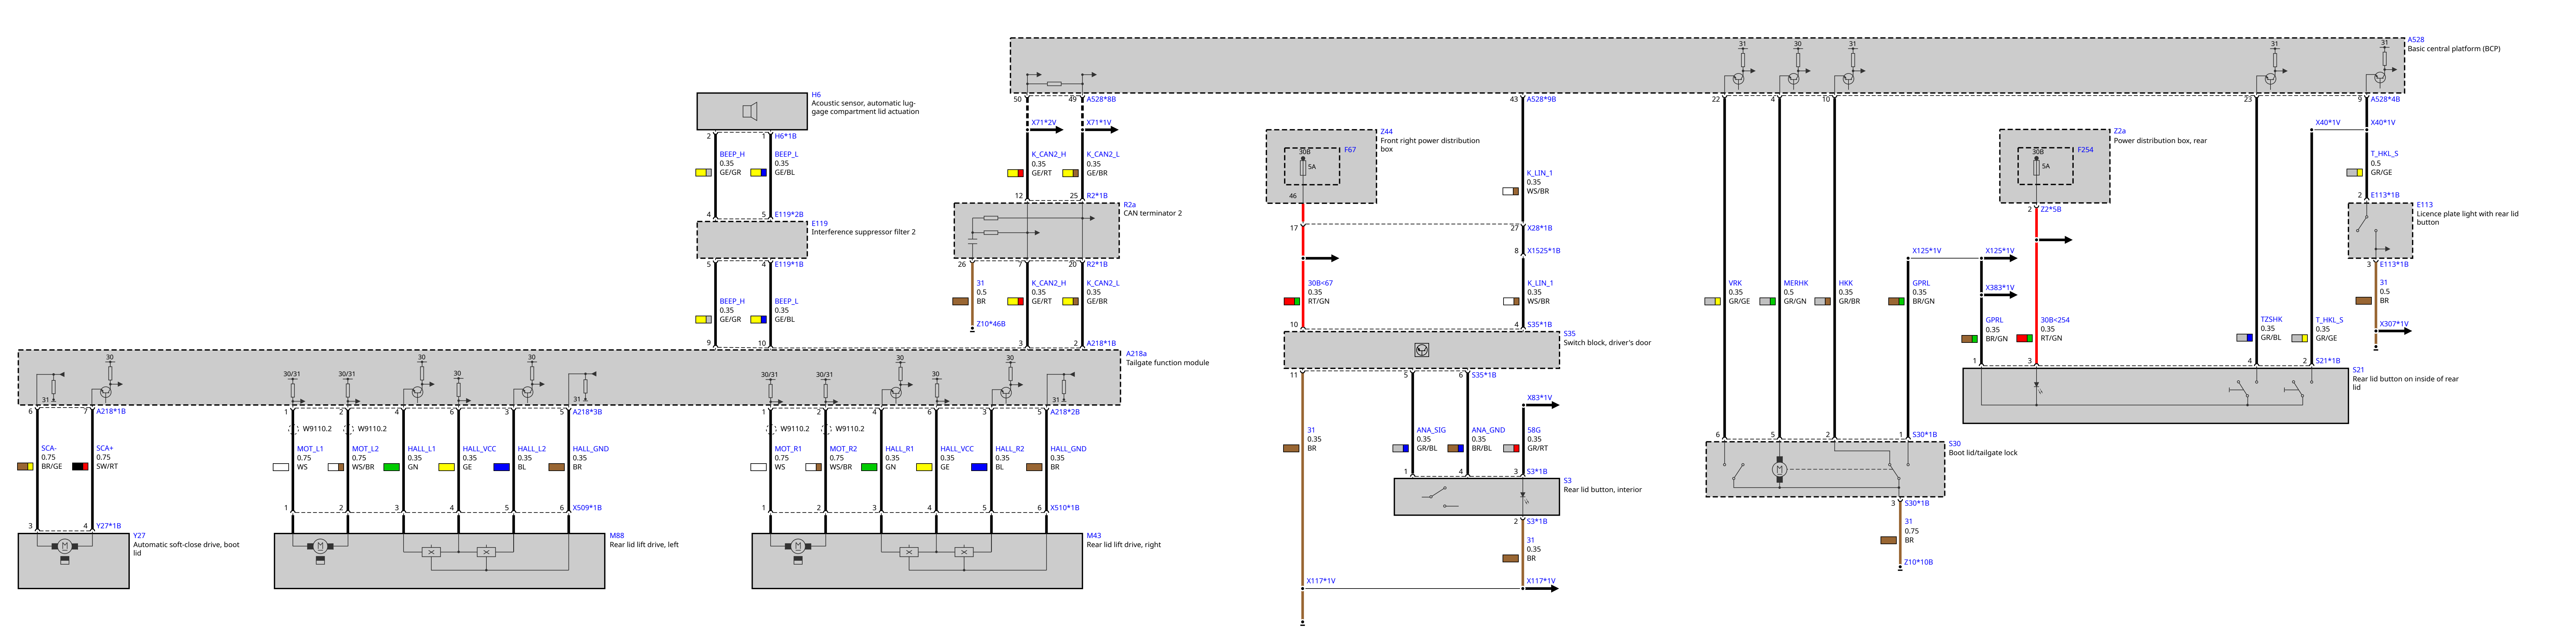 A528
Basic central platform (BCP)
31
30
31
31
31
50
49
A528*8B
43
A528*9B
22
4
10
23
9
A528*4B
H6
Acoustic sensor, automatic lug-
gage compartment lid actuation
2
1
H6*1B
BEEP_H
0.35
GE/GR
BEEP_L
0.35
GE/BL
4
5
E119*2B
E119
Interference suppressor filter 2
5
4
E119*1B
BEEP_H
0.35
GE/GR
BEEP_L
0.35
GE/BL
9
10
X71*2V
X71*1V
K_CAN2_H
0.35
GE/RT
K_CAN2_L
0.35
GE/BR
12
25
R2*1B
R2a
CAN terminator 2
26
7
20
R2*1B
31
0.5
BR
K_CAN2_H
0.35
GE/RT
K_CAN2_L
0.35
GE/BR
Z10*46B
3
2
A218*1B
Z44
Front right power distribution
box
30B
F67
5A
46
K_LIN_1
0.35
WS/BR
17
27
X28*1B
8
X1525*1B
30B<67
0.35
RT/GN
K_LIN_1
0.35
WS/BR
10
4
S35*1B
S35
Switch block, driver's door
11
5
6
S35*1B
X83*1V
31
0.35
BR
ANA_SIG
0.35
GR/BL
ANA_GND
0.35
BR/BL
58G
0.35
GR/RT
1
4
3
S3*1B
S3
Rear lid button, interior
2
S3*1B
31
0.35
BR
X117*1V
X117*1V
VRK
0.35
GR/GE
MERHK
0.5
GR/GN
HKK
0.35
GR/BR
GPRL
0.35
BR/GN
X125*1V
X125*1V
X383*1V
6
5
2
1
S30*1B
S30
Boot lid/tailgate lock
M
3
S30*1B
31
0.75
BR
Z10*10B
Z2a
Power distribution box, rear
30B
F254
5A
2
Z2*5B
GPRL
0.35
BR/GN
30B<254
0.35
RT/GN
TZSHK
0.35
GR/BL
T_HKL_S
0.35
GR/GE
1
3
4
2
S21*1B
S21
Rear lid button on inside of rear
lid
X40*1V
X40*1V
T_HKL_S
0.5
GR/GE
2
E113*1B
E113
Licence plate light with rear lid
button
3
E113*1B
31
0.5
BR
X307*1V
A218a
Tailgate function module
30
30/31
30/31
30
30
30
30/31
30/31
30
30
30
31
31
31
6
7
A218*1B
SCA-
0.75
BR/GE
SCA+
0.75
SW/RT
3
4
Y27*1B
Y27
Automatic soft-close drive, boot
lid
M
1
2
4
6
3
5
A218*3B
W9110.2
W9110.2
MOT_L1
0.75
WS
MOT_L2
0.75
WS/BR
HALL_L1
0.35
GN
HALL_VCC
0.35
GE
HALL_L2
0.35
BL
HALL_GND
0.35
BR
1
2
3
4
5
6
X509*1B
M88
Rear lid lift drive, left
M
1
2
4
6
3
5
A218*2B
W9110.2
W9110.2
MOT_R1
0.75
WS
MOT_R2
0.75
WS/BR
HALL_R1
0.35
GN
HALL_VCC
0.35
GE
HALL_R2
0.35
BL
HALL_GND
0.35
BR
1
2
3
4
5
6
X510*1B
M43
Rear lid lift drive, right
M